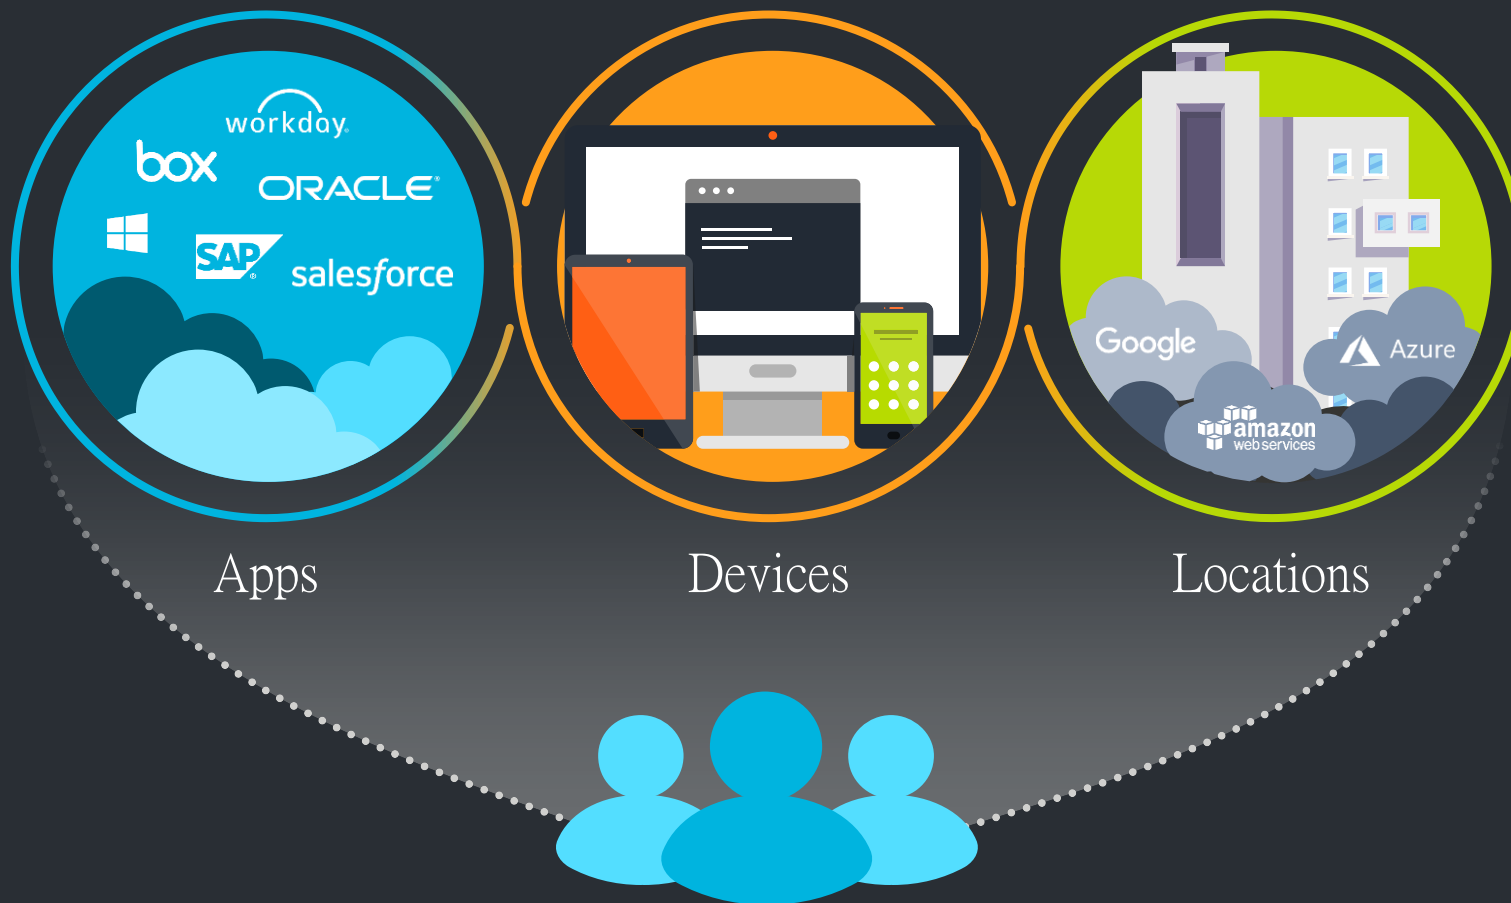 workday.
box
ORACLE®
SAP®
salesforce
Google
Azure
amazon
web services
Apps
Devices
Locations